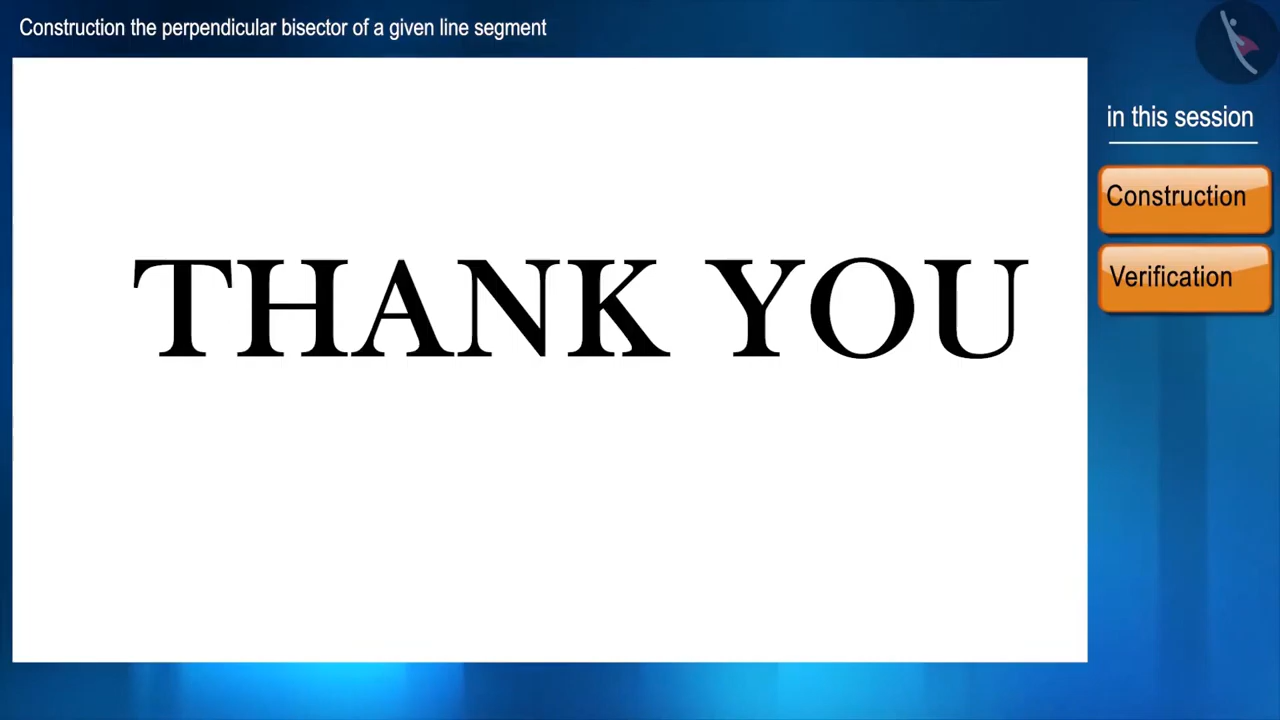 Construction the perpendicular bisector of a given line segment
in this session
Construction
Verification
THANK YOU